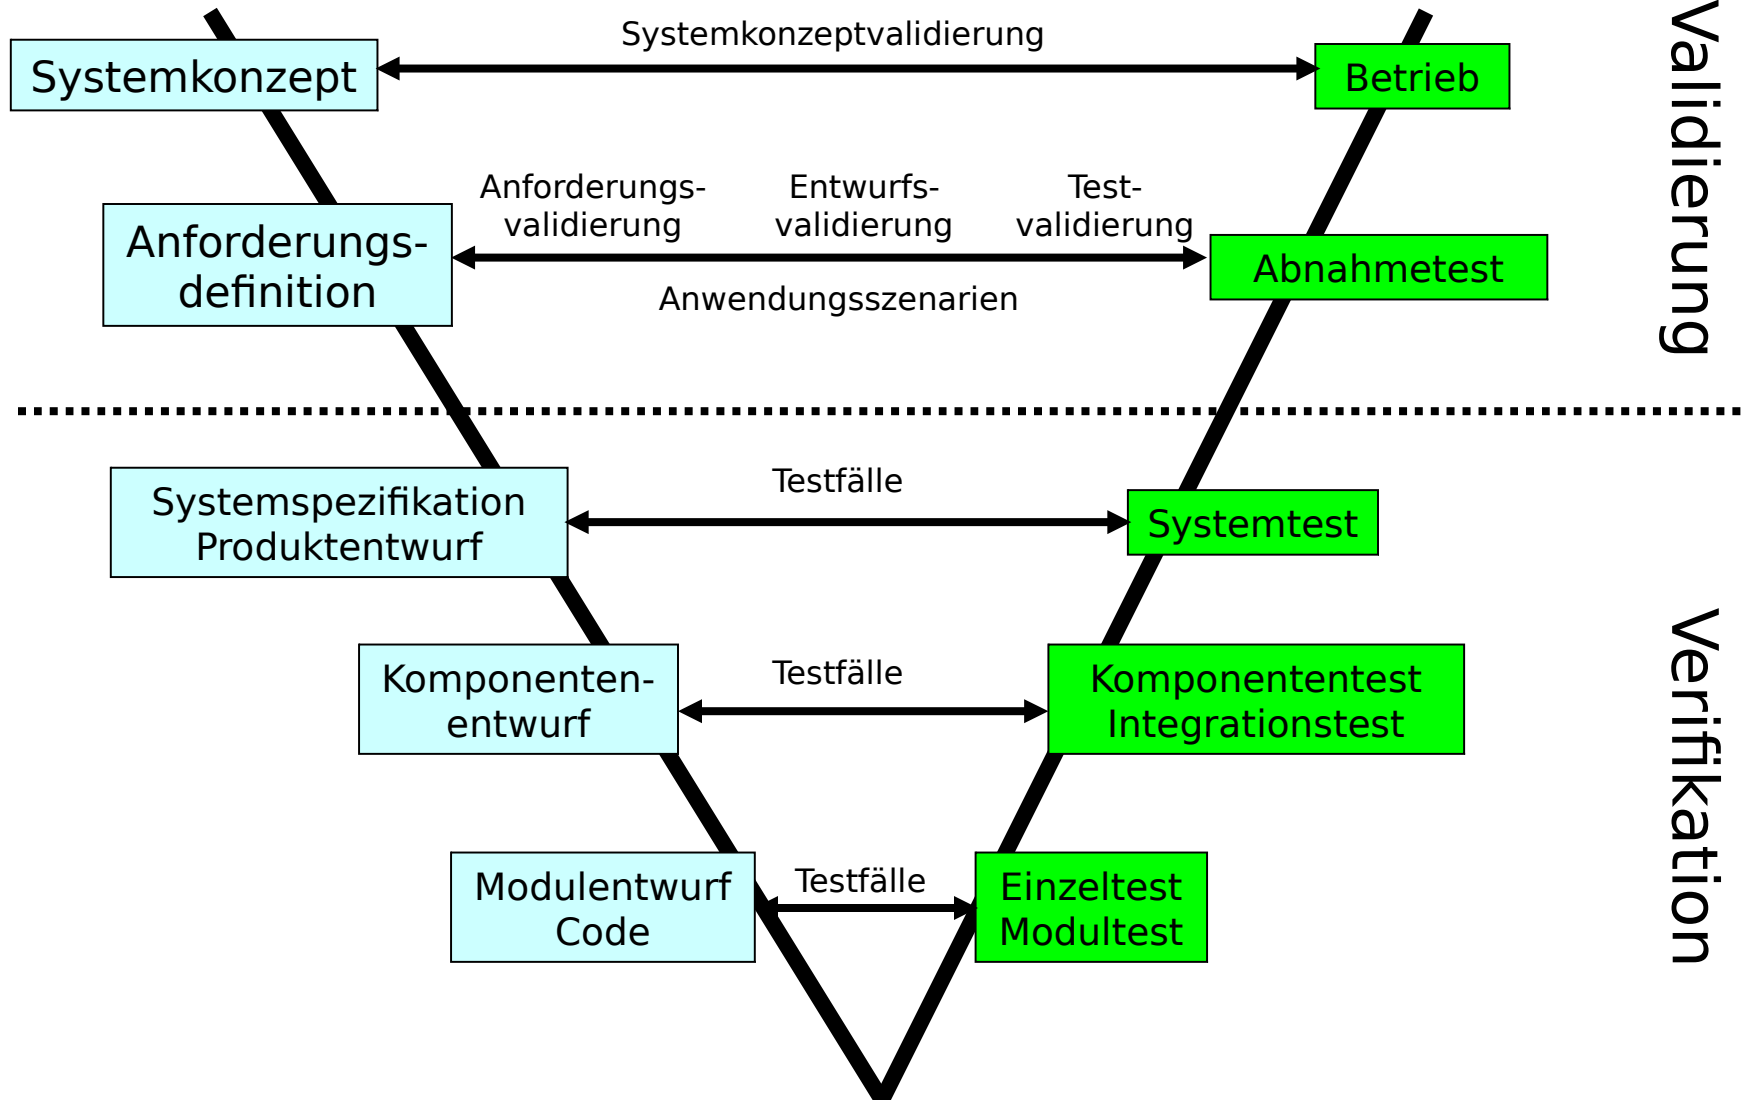 Systemkonzeptvalidierung
Systemkonzept
Betrieb
Validierung
Anforderungs-
validierung
Entwurfs-
validierung
Test-
validierung
Anforderungs-
definition
Abnahmetest
Anwendungsszenarien
Testfälle
Systemspezifikation
Produktentwurf
Systemtest
Testfälle
Komponenten-
entwurf
Komponententest
Integrationstest
Verifikation
Testfälle
Modulentwurf
Code
Einzeltest
Modultest